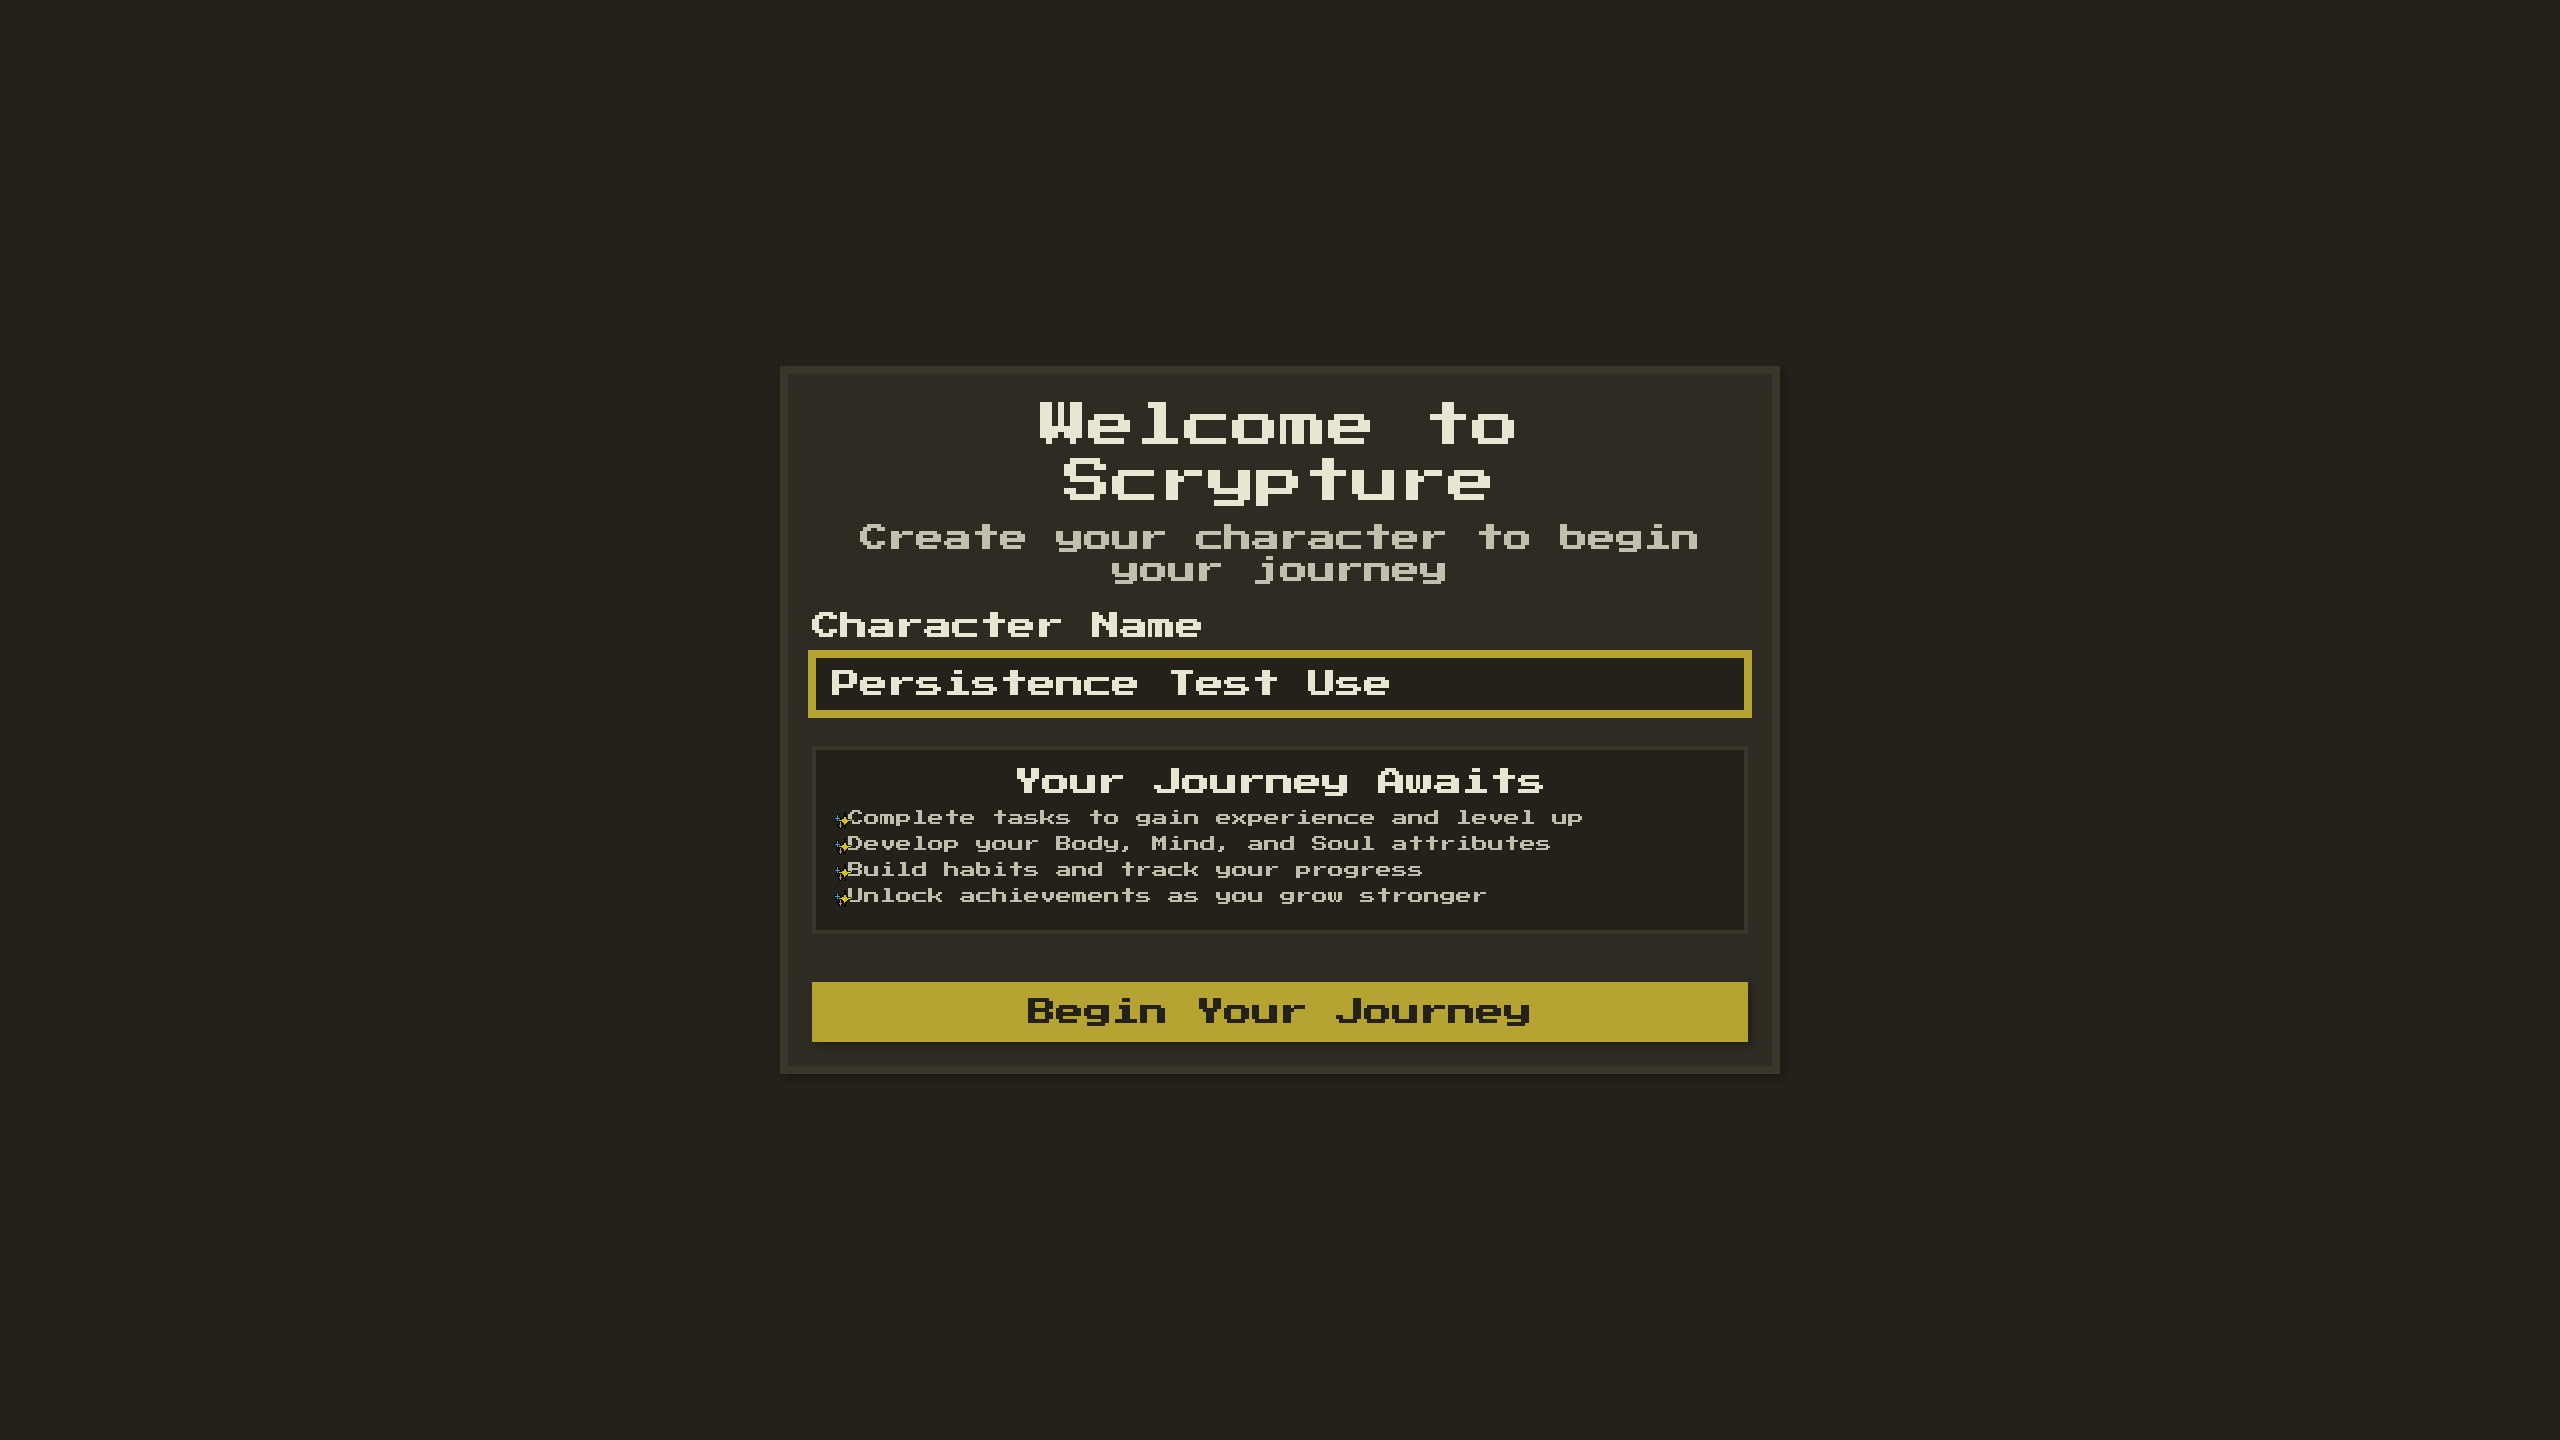 Welcome to
Scrypture
Create your character to begin
your journey
Character Name
Persistence Test Use
Your Journey Awaits
Complete tasks to gain experience and level up
Develop your Body, Mind, and Soul attributes
Build habits and track your progress
Unlock achievements as you grow stronger
Begin Your Journey